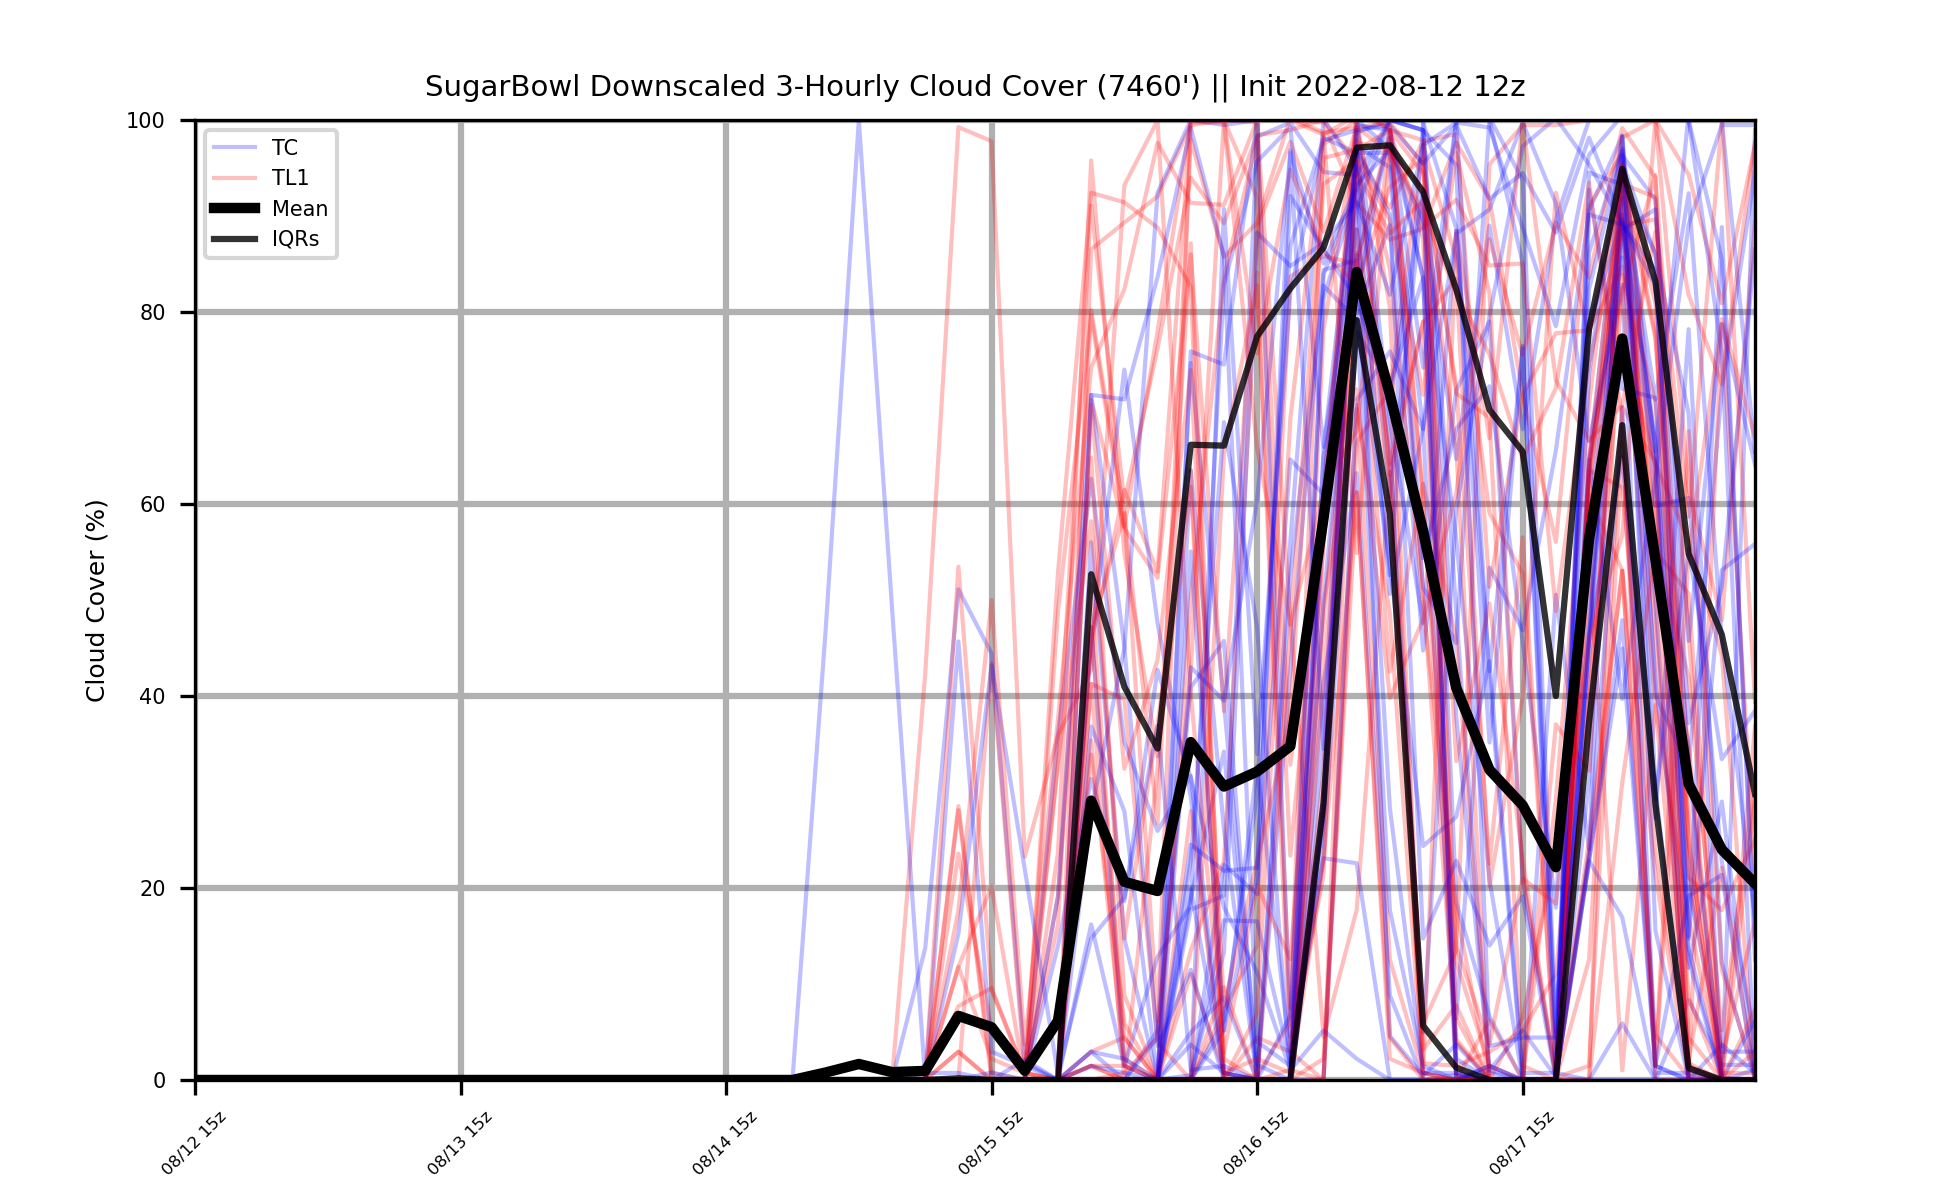 SugarBowl Downscaled 3-Hourly Cloud Cover (7460') || Init 2022-08-12 12z
100
80
60
40
20
0
Cloud Cover (%)
TC
TL1
Mean
IQRs
08/12 15z
08/13 15z
08/14 15z
08/15 15z
08/16 15z
08/17 15z